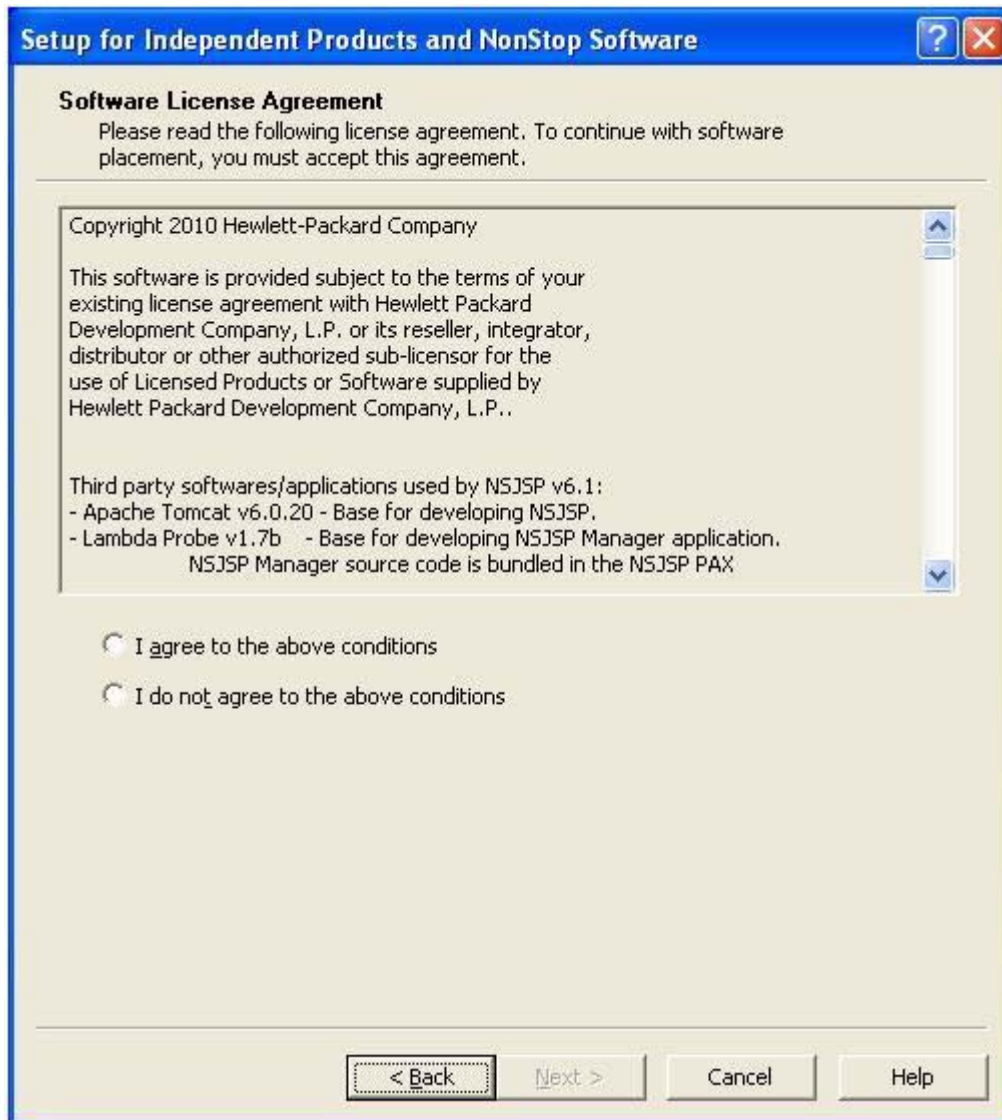 Setup for Independent Products and NonStop Software
Software License Agreement
Please read the following license agreement. To continue with software
placement, you must accept this agreement.
Copyright 2010 Hewlett-Packard Company
This software is provided subject to the terms of your
existing license agreement with Hewlett Packard
Development Company, L.P. or its reseller, integrator,
distributor or other authorized sub-licensor for the
use of Licensed Products or Software supplied by
Hewlett Packard Development Company, L.P..
Third party softwares/applications used by NSJSP v6.1:
- Apache Tomcat v6.0.20 - Base for developing NSJSP.
- Lambda Probe v1.7b - Base for developing NSJSP Manager application.
NSJSP Manager source code is bundled in the NSJSP PAX
I agree to the above conditions
I do not agree to the above conditions
< Back Next > Cancel Help